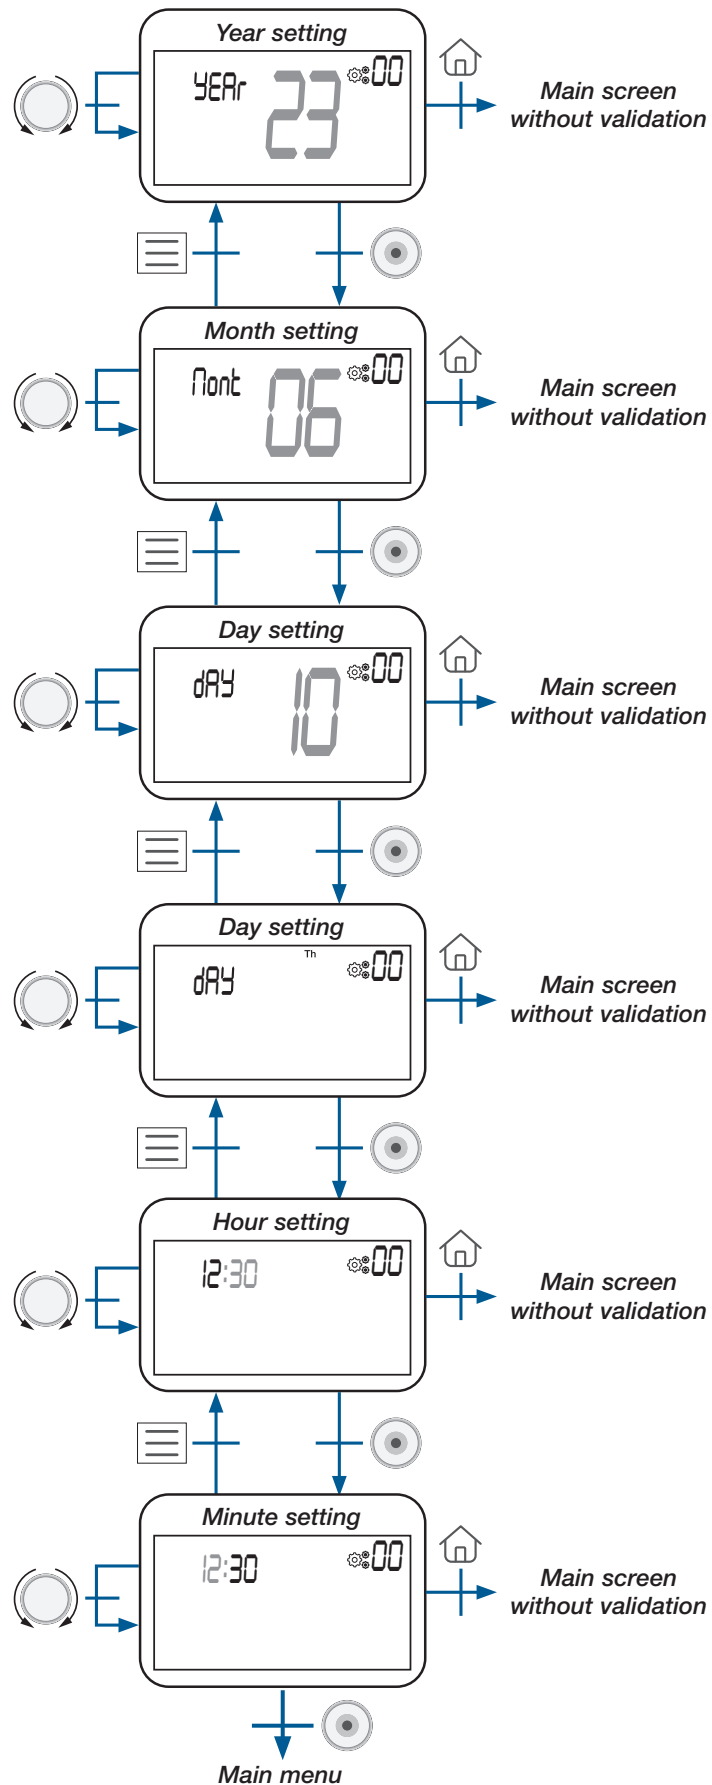 Year setting
YEAr
23
00
Main screen
without validation
Month setting
Mont
06
00
Main screen
without validation
Day setting
dAY
10
00
Main screen
without validation
Day setting
Th
dAY
00
Main screen
without validation
Hour setting
12:30
00
Main screen
without validation
Minute setting
12:30
00
Main screen
without validation
Main menu